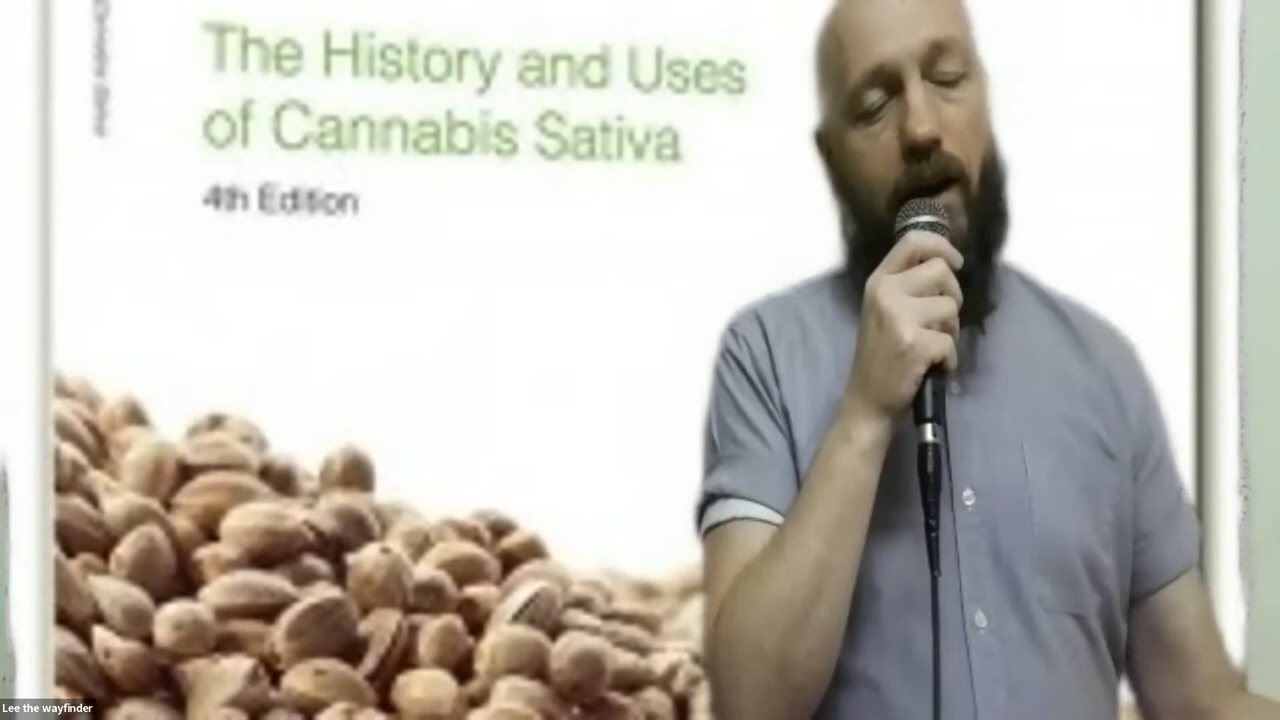 The History and Uses
of Cannabis Sativa
4th Edition
Lee the wayfinder